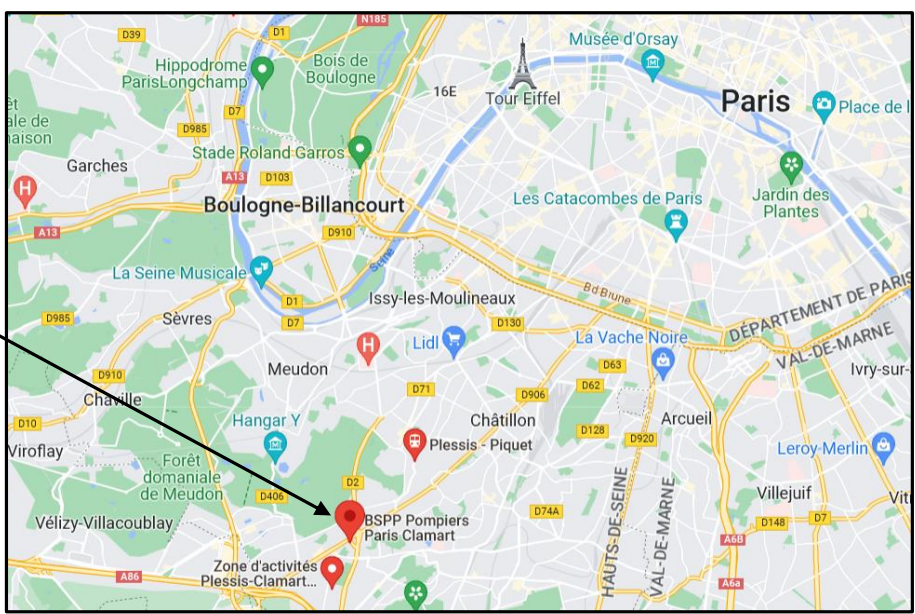 D39
D1
N185
Hippodrome
ParisLongchamp
Bois de
Boulogne
16E
Tour Eiffel
Musée d'Orsay
Paris
Place de l
ale de
maison
D7
D985
Garches
Stade Roland Garros
A13
D103
H
Jardin des
Plantes
Boulogne-Billancourt
Les Catacombes de Paris
A13
D910
La Seine Musicale
Seine
D1
Issy-les-Moulineaux
Bd Brune
DÉPARTEMENT DE PARIS
VAL-DE-MARNE
D985
Sèvres
D7
D130
H
Lidl
La Vache Noire
Meudon
D63
Ivry-sur-
D910
D71
D906
D62
Chaville
D10
Hangar Y
Châtillon
Arcueil
D128
D920
Viroflay
Plessis - Piquet
Leroy Merlin
Forêt
domaniale
de Meudon
D2
D406
HAUTS-DE-SEINE
VAL-DE-MARNE
Villejuif
Vit
Vélizy-Villacoublay
BSPP Pompiers
Paris Clamart
D74A
D148
D7
A6B
Zone d'activités
Plessis-Clamart...
A86
A6a